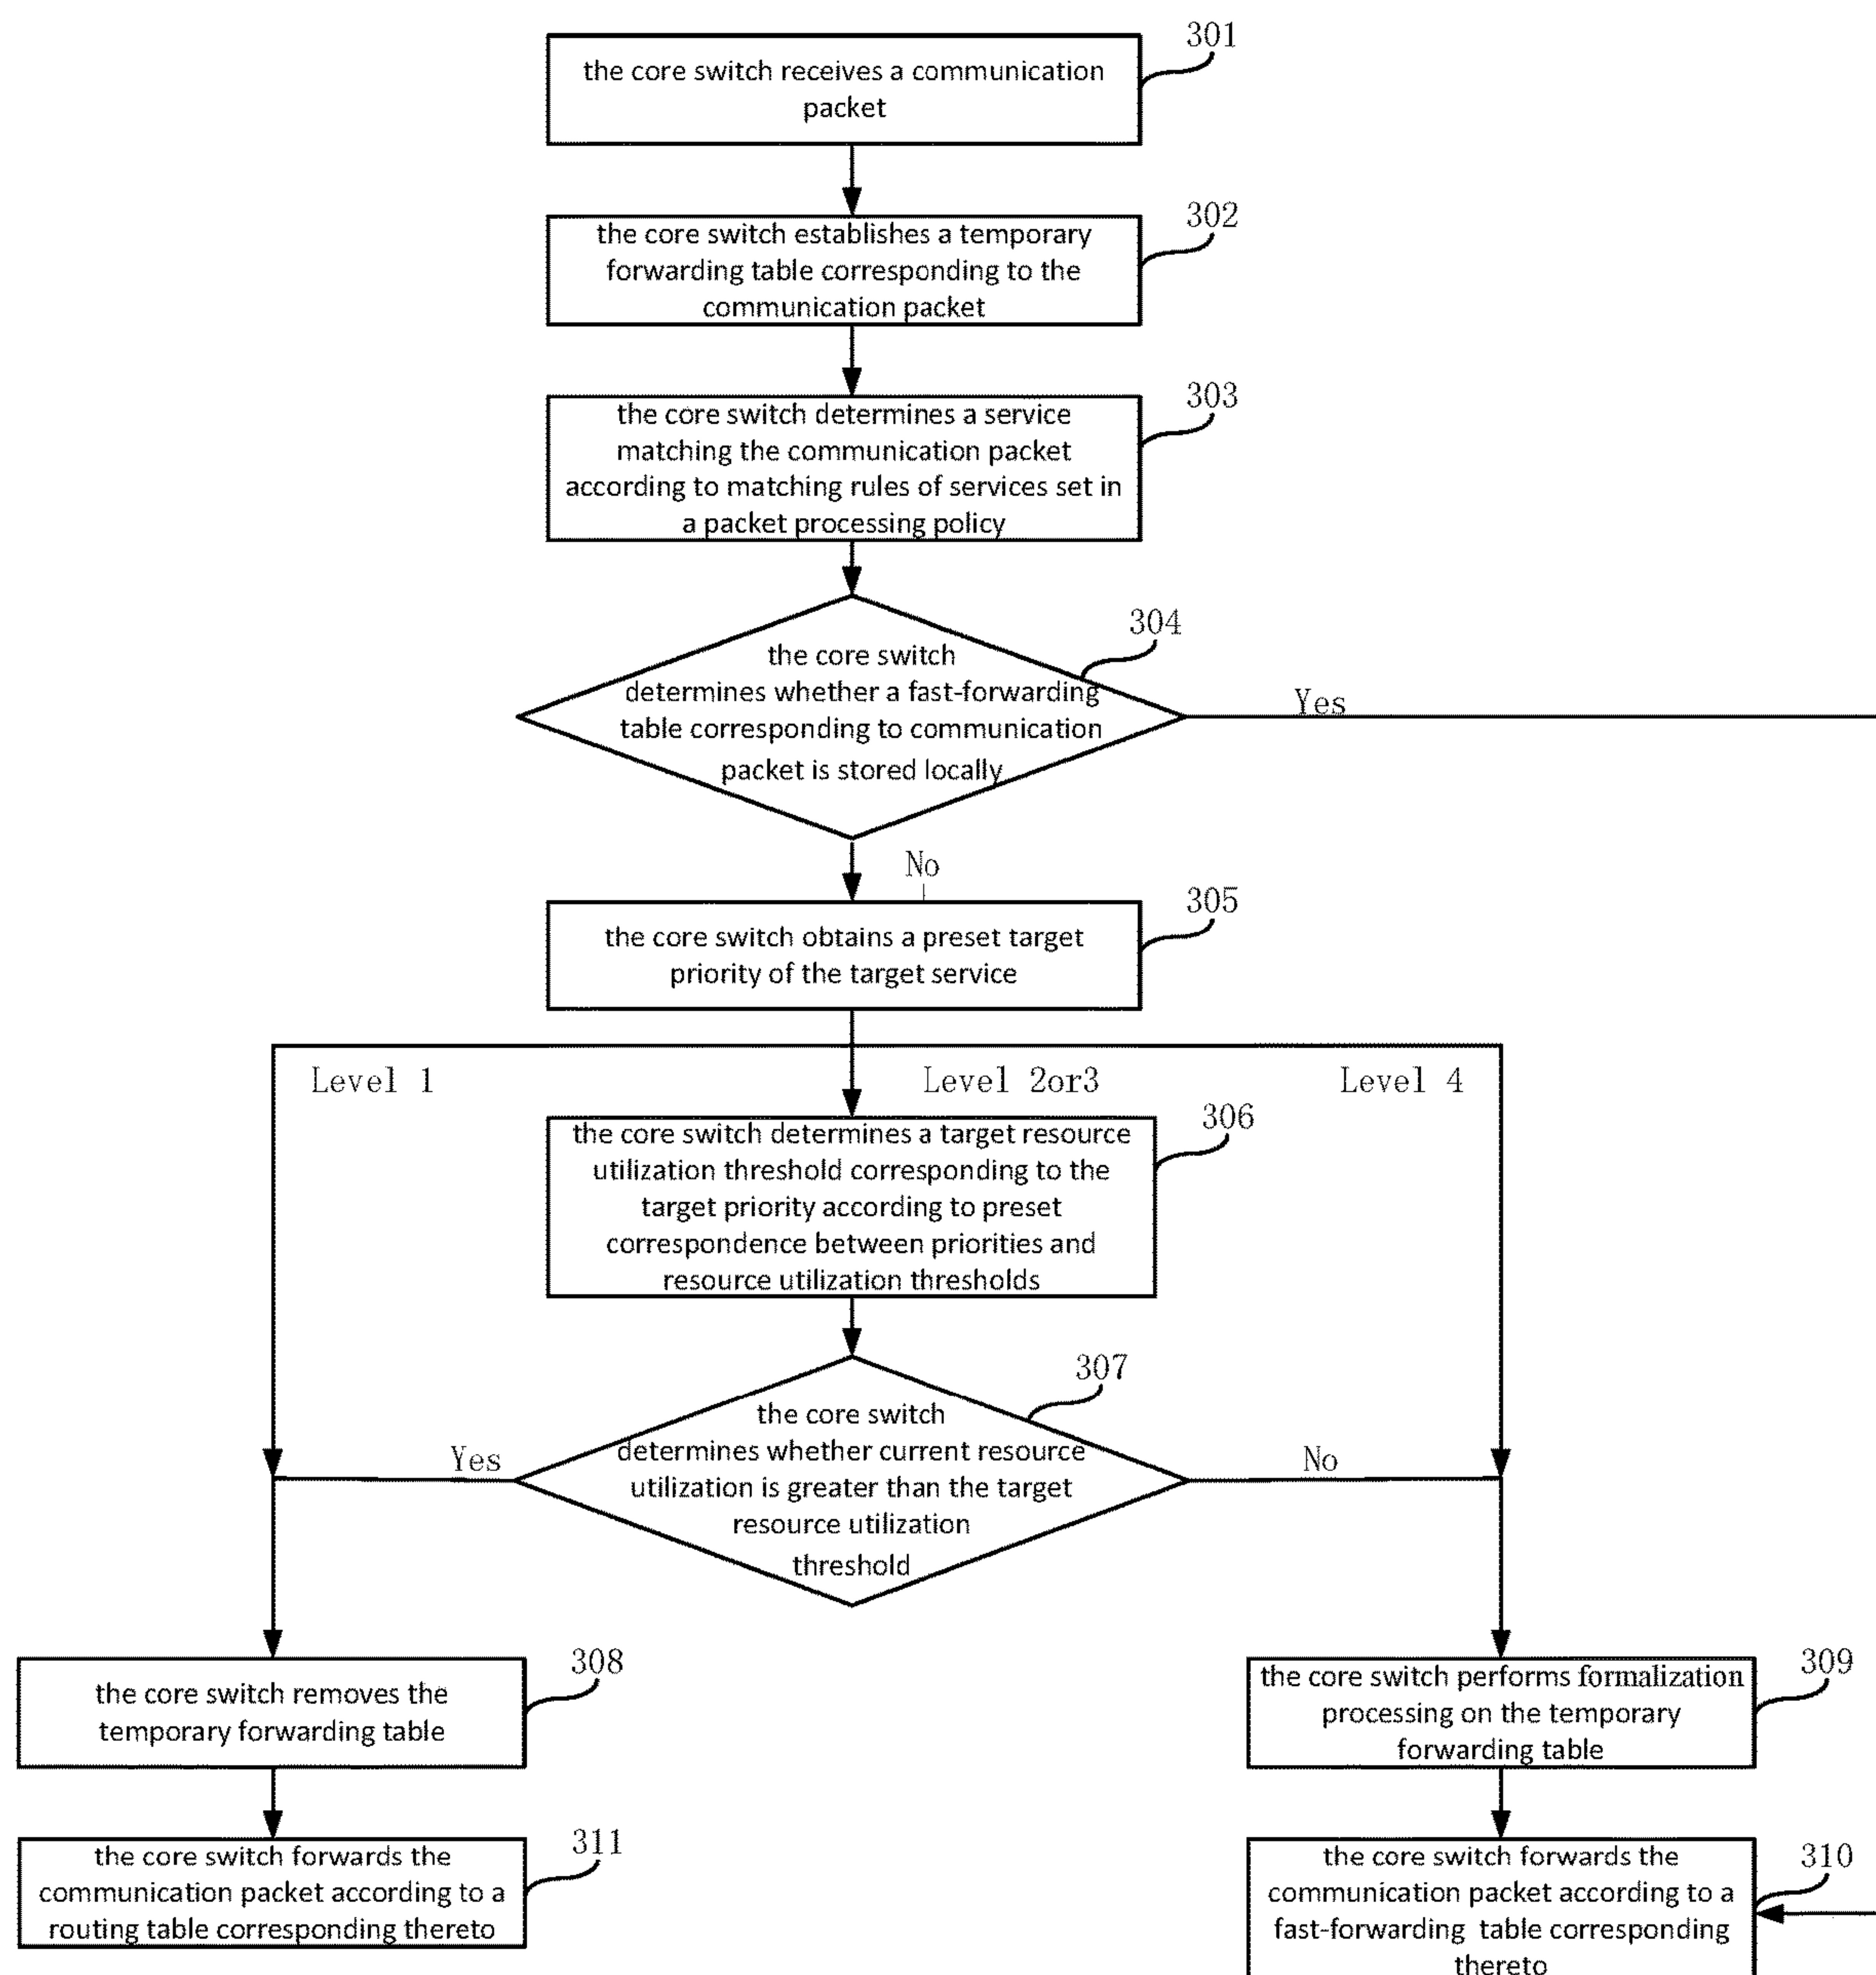 301
the core switch receives a communication
packet
302
the core switch establishes a temporary
forwarding table corresponding to the
communication packet
303
the core switch determines a service
matching the communication packet
according to matching rules of services set in
a packet processing policy
304
the core switch
determines whether a fast-forwarding
table corresponding to communication
packet is stored locally
Yes
No
305
the core switch obtains a preset target
priority of the target service
Level 1
Level 2or3
Level 4
306
the core switch determines a target resource
utilization threshold corresponding to the
target priority according to preset
correspondence between priorities and
resource utilization thresholds
307
the core switch
determines whether current resource
utilization is greater than the target
resource utilization
threshold
Yes
No
308
the core switch removes the
temporary forwarding table
309
the core switch performs formalization
processing on the temporary
forwarding table
311
the core switch forwards the
communication packet according to a
routing table corresponding thereto
310
the core switch forwards the
communication packet according to a
fast-forwarding table corresponding
thereto